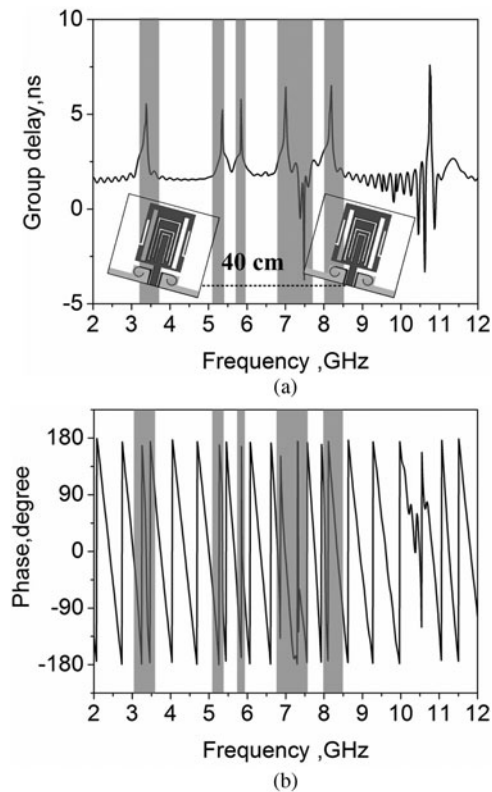 10
5
0
-5
Group delay,ns
40 cm
2 3 4 5 6 7 8 9 10 11 12
Frequency ,GHz
(a)
180
90
0
-90
-180
Phase,degree
2 3 4 5 6 7 8 9 10 11 12
Frequency ,GHz
(b)